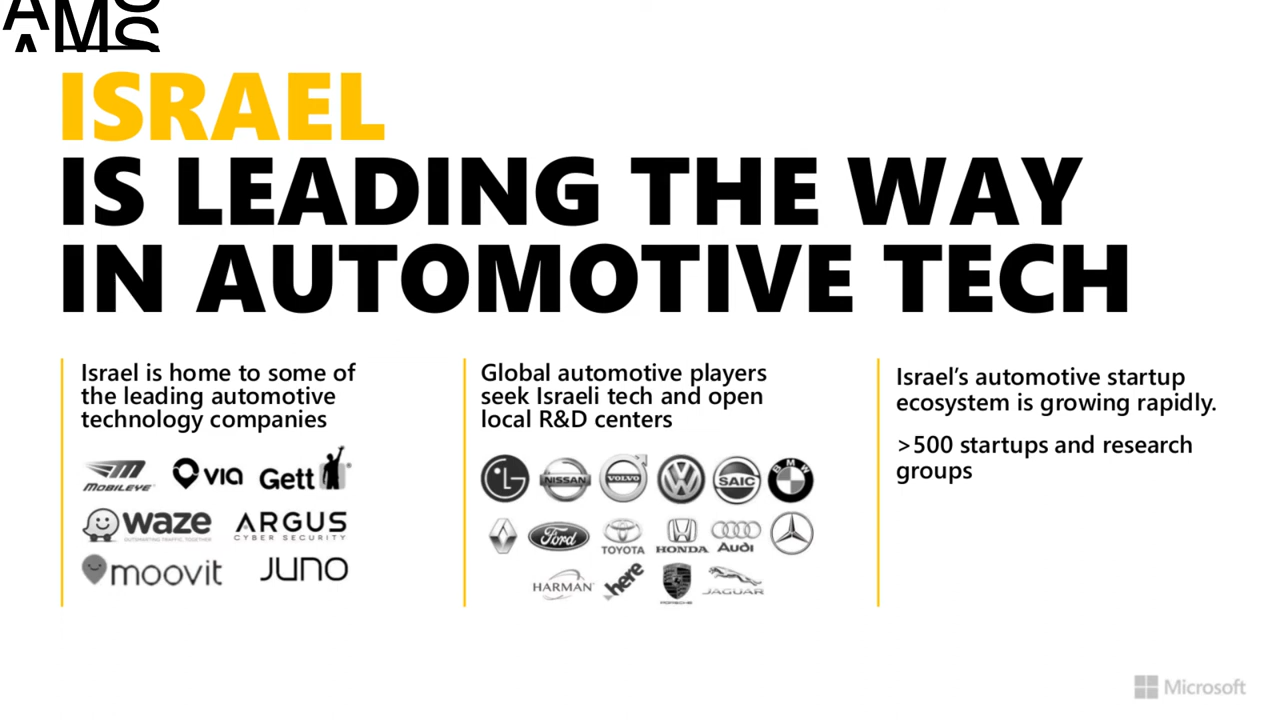 AMS
ISRAEL
IS LEADING THE WAY
IN AUTOMOTIVE TECH
Israel is home to some of
the leading automotive
technology companies
MOBILEYE
via
Gett
waze
ARGUS
CYBER SECURITY
moovit
JUNO
Global automotive players
seek Israeli tech and open
local R&D centers
LG
NISSAN
VOLVO
VW
SAIC
BMW
Ford
TOYOTA
HONDA
Audi
HARMAN
here
PORSCHE
JAGUAR
Israel's automotive startup
ecosystem is growing rapidly.
>500 startups and research
groups
Microsoft